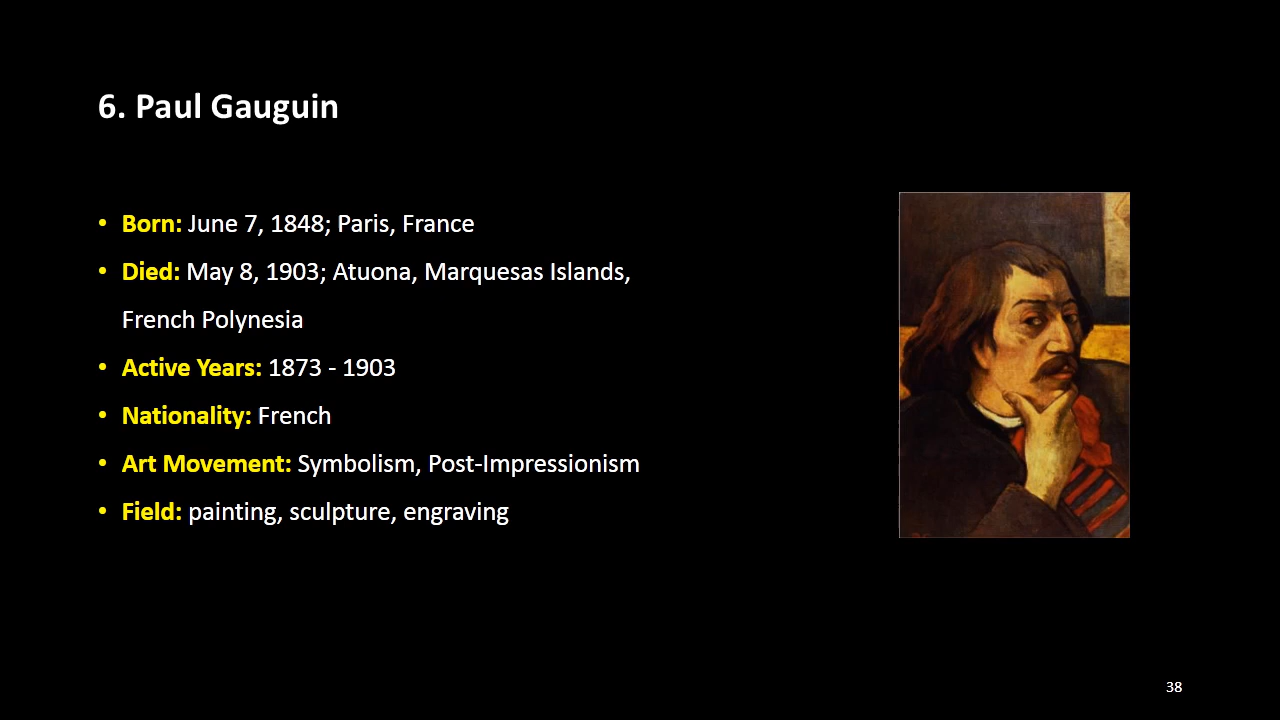 6. Paul Gauguin
• Born: June 7, 1848; Paris, France
• Died: May 8, 1903; Atuona, Marquesas Islands,
French Polynesia
• Active Years: 1873 - 1903
• Nationality: French
• Art Movement: Symbolism, Post-Impressionism
• Field: painting, sculpture, engraving
38